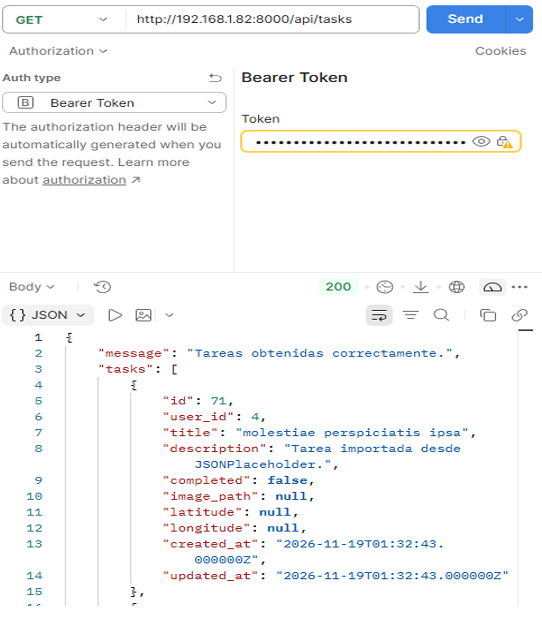 GET http://192.168.1.82:8000/api/tasks Send
Authorization Cookies
Auth type
B Bearer Token
The authorization header will be
automatically generated when you
send the request. Learn more
about authorization ↗
Bearer Token
Token
••••••••••••••••••••••••••••
Body 200
{} JSON
1 {
2 "message": "Tareas obtenidas correctamente.",
3 "tasks": [
4 {
5 "id": 71,
6 "user_id": 4,
7 "title": "molestiae perspiciatis ipsa",
8 "description": "Tarea importada desde
JSONPlaceholder.",
9 "completed": false,
10 "image_path": null,
11 "latitude": null,
12 "longitude": null,
13 "created_at": "2026-11-19T01:32:43.
000000Z",
14 "updated_at": "2026-11-19T01:32:43.000000Z"
15 },